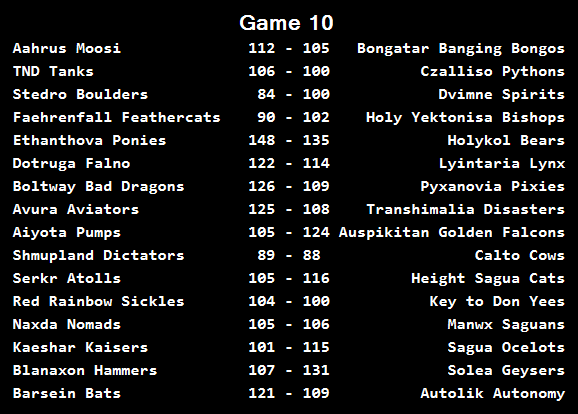 Game 10
Aahrus Moosi 112 - 105 Bongatar Banging Bongos
TND Tanks 106 - 100 Czalliso Pythons
Stedro Boulders 84 - 100 Dvimne Spirits
Faehrenfall Feathercats 90 - 102 Holy Yektonisa Bishops
Ethanthova Ponies 148 - 135 Holykol Bears
Dotruga Falno 122 - 114 Lyintaria Lynx
Boltway Bad Dragons 126 - 109 Pyxanovia Pixies
Avura Aviators 125 - 108 Transhimalia Disasters
Aiyota Pumps 105 - 124 Auspikitan Golden Falcons
Shmupland Dictators 89 - 88 Calto Cows
Serkr Atolls 105 - 116 Height Sagua Cats
Red Rainbow Sickles 104 - 100 Key to Don Yees
Naxda Nomads 105 - 106 Manwx Saguans
Kaeshar Kaisers 101 - 115 Sagua Ocelots
Blanaxon Hammers 107 - 131 Solea Geysers
Barsein Bats 121 - 109 Autolik Autonomy